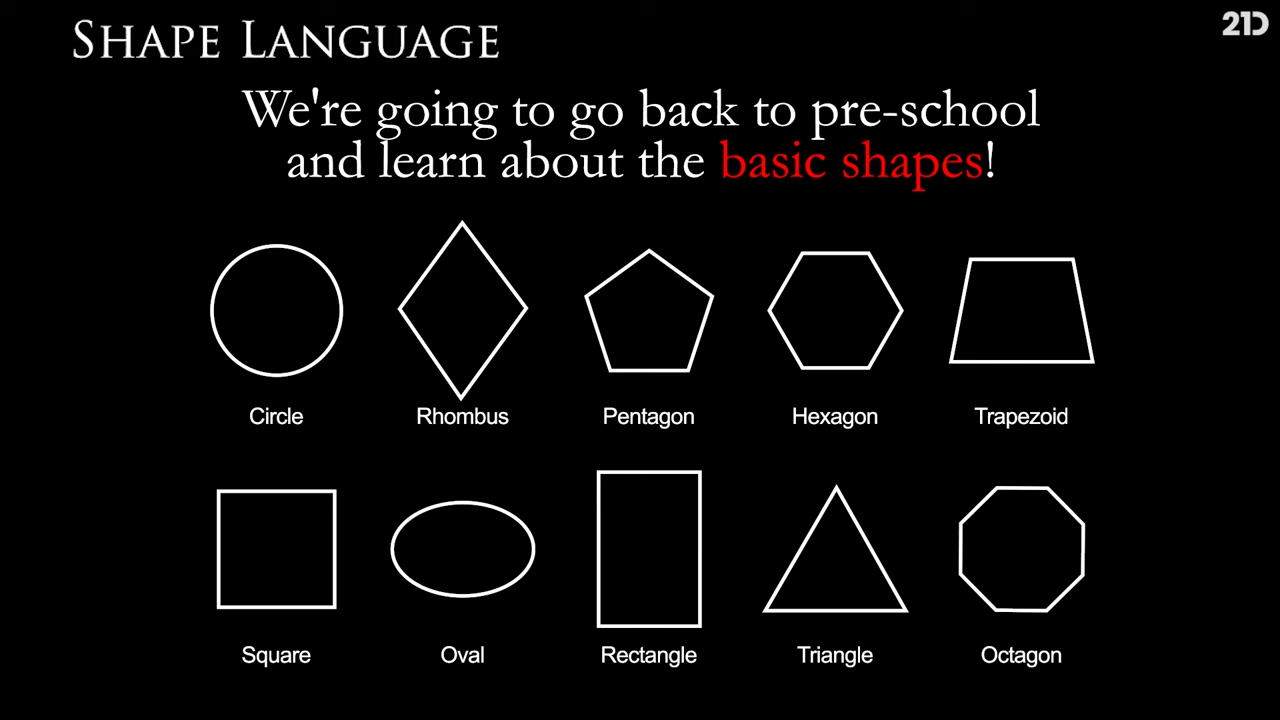 SHAPE LANGUAGE
21D
We're going to go back to pre-school
and learn about the basic shapes!
Circle
Rhombus
Pentagon
Hexagon
Trapezoid
Square
Oval
Rectangle
Triangle
Octagon